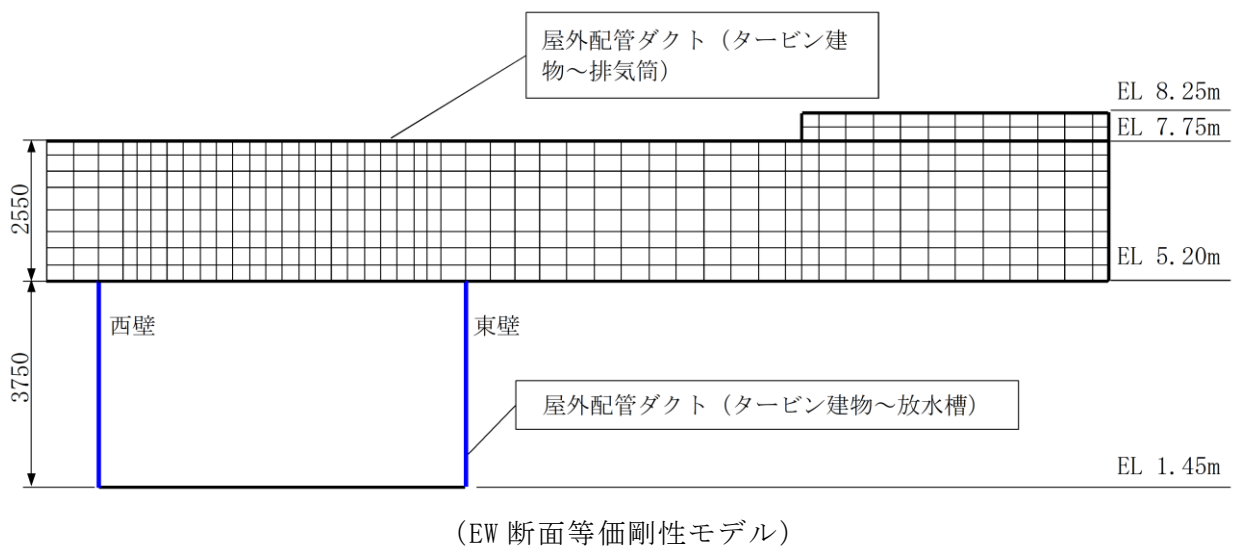 屋外配管ダクト（タービン建
物～排気筒）
EL 8.25m
EL 7.75m
2550
EL 5.20m
西壁
東壁
3750
屋外配管ダクト（タービン建物～放水槽）
EL 1.45m
（EW 断面等価剛性モデル）